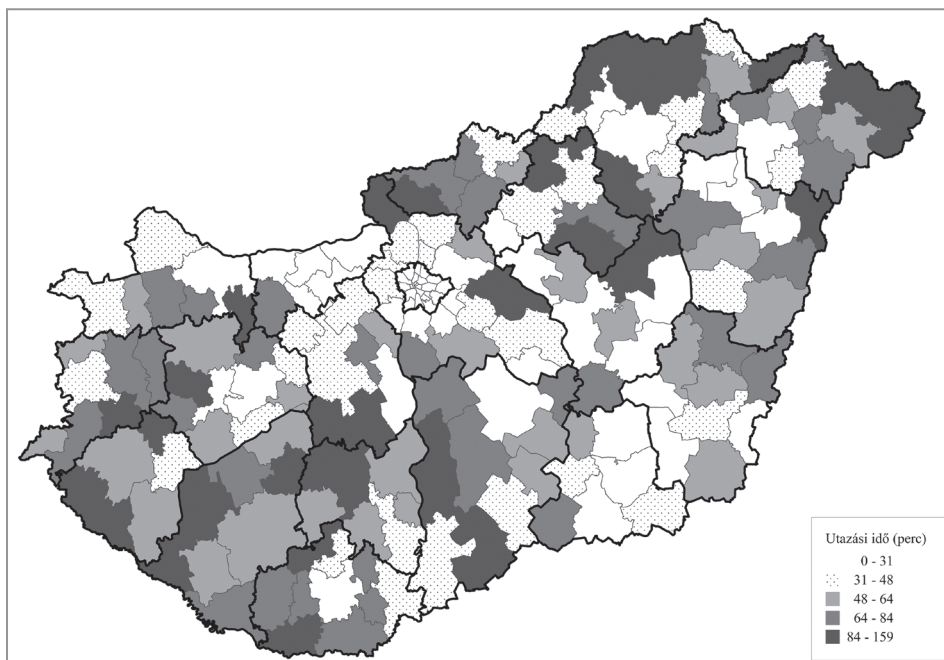 Utazási idő (perc)
0 - 31
31 - 48
48 - 64
64 - 84
84 - 159